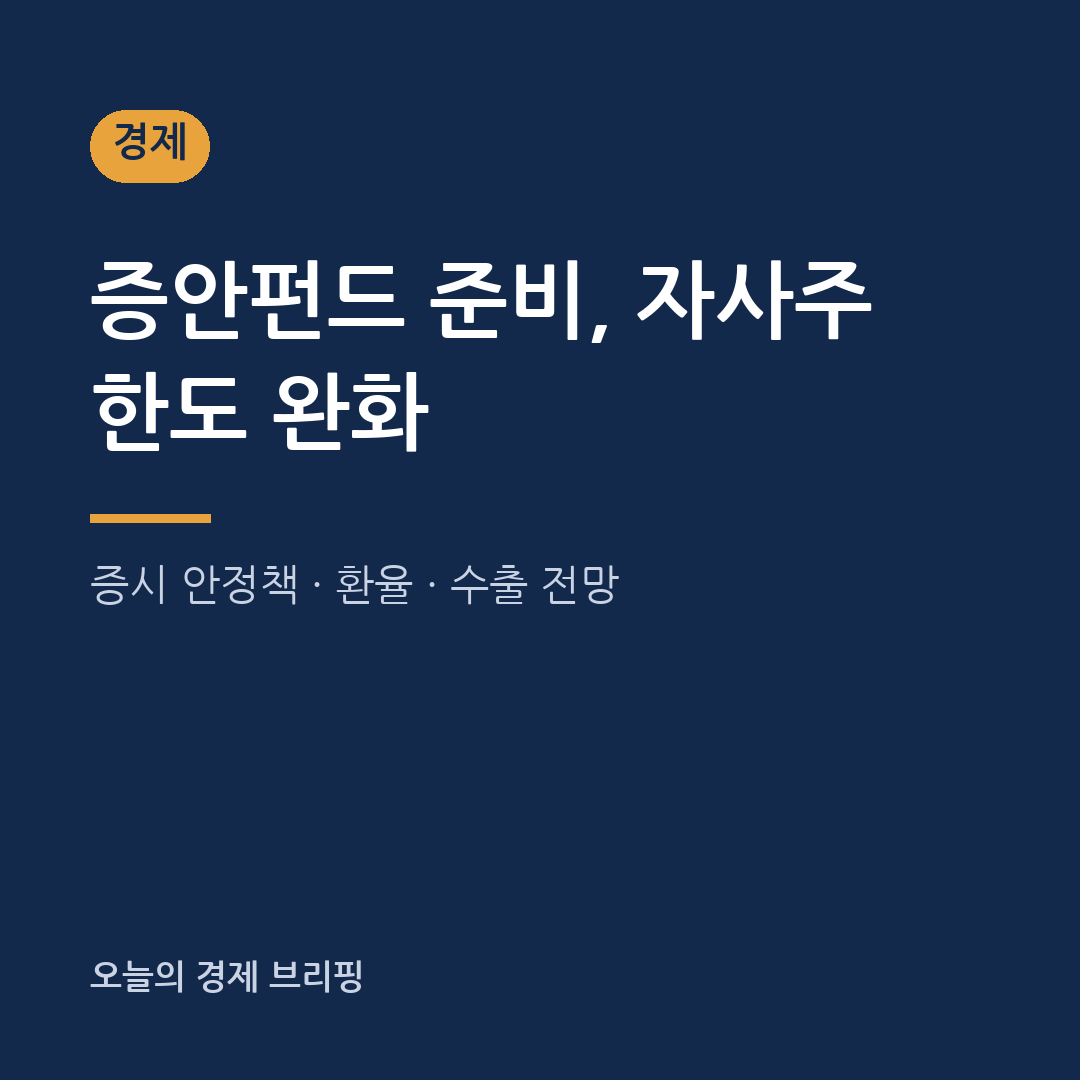 경제
증안펀드 준비, 자사주
한도 완화
증시 안정책 · 환율 · 수출 전망
오늘의 경제 브리핑